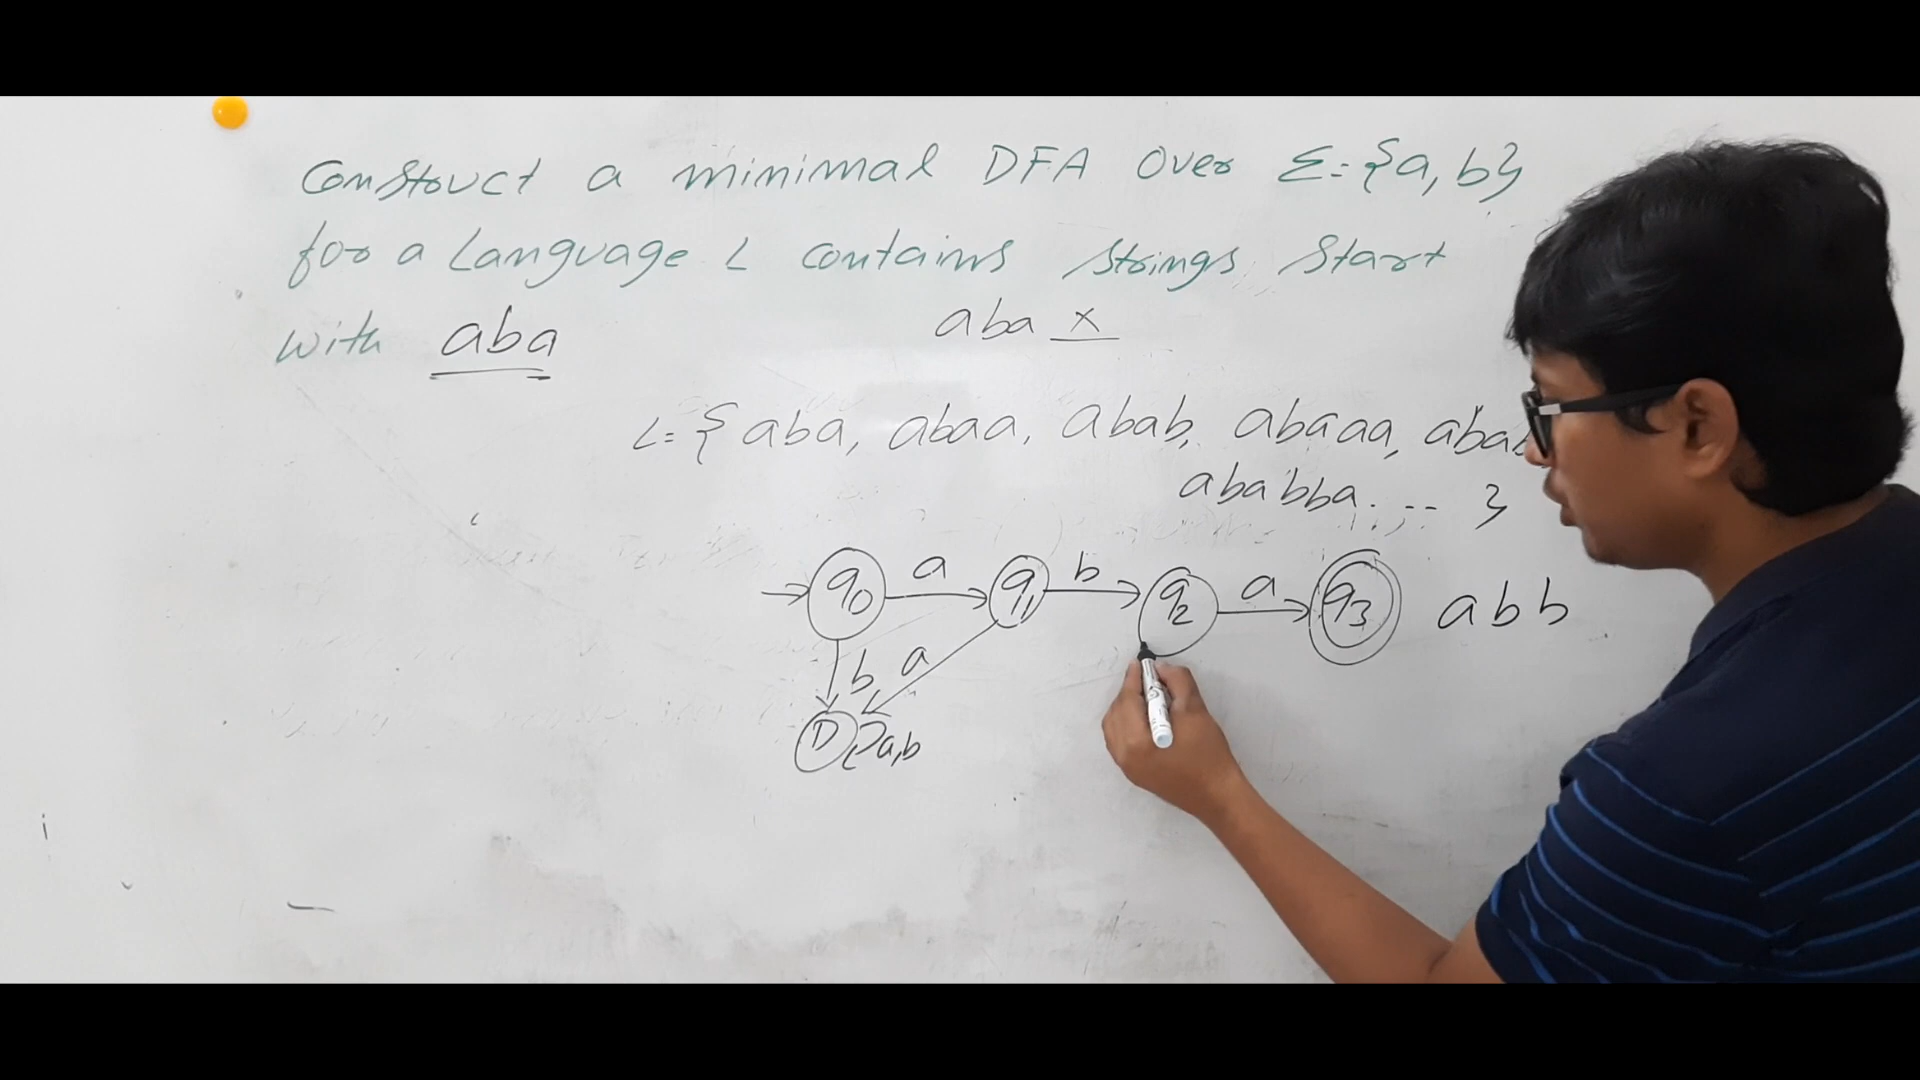 Construct a minimal DFA over Σ={a,b}
for a Language L contains strings start
with aba
aba x
L={aba, abaa, abab, abaaa,
ababba.--- }
→ q0 a q1 b q2 a q3 abb
b a
D a,b